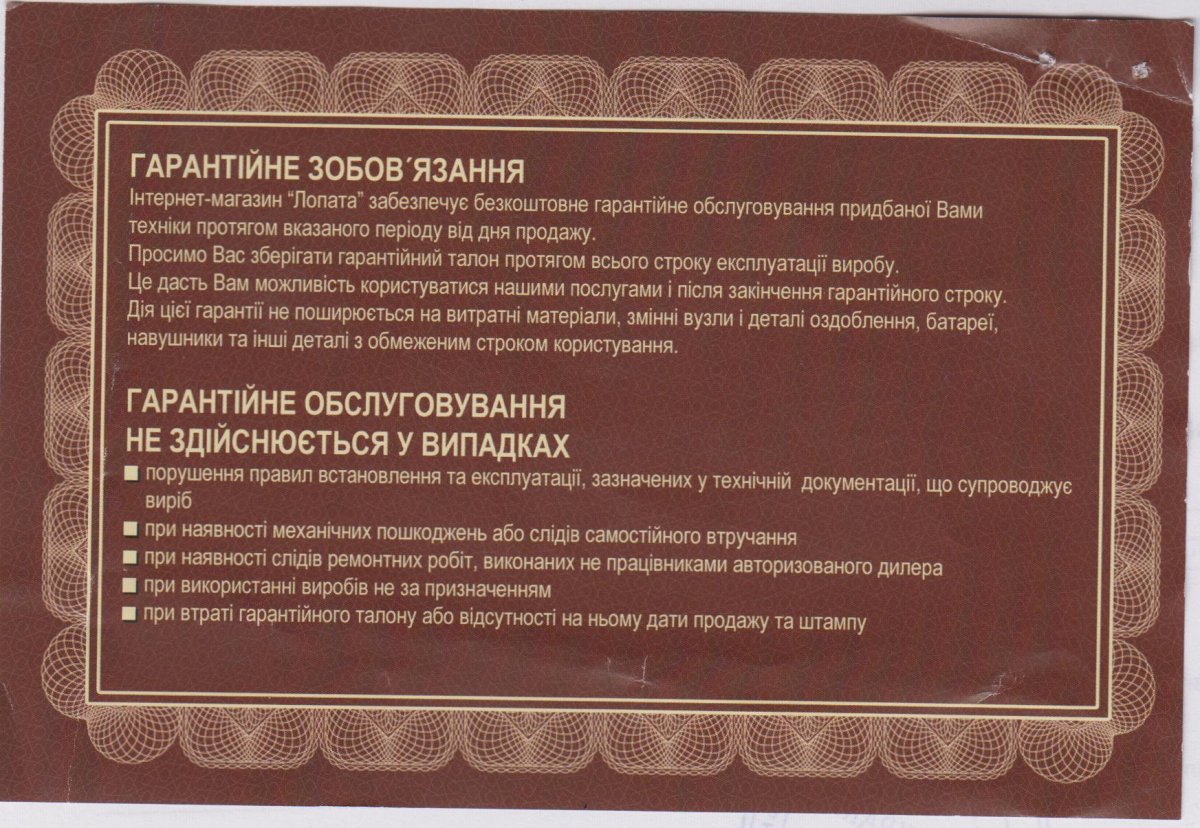 ГАРАНТІЙНЕ ЗОБОВ´ЯЗАННЯ
Інтернет-магазин “Лопата” забезпечує безкоштовне гарантійне обслуговування придбаної Вами
техніки протягом вказаного періоду від дня продажу.
Просимо Вас зберігати гарантійний талон протягом всього строку експлуатації виробу.
Це дасть Вам можливість користуватися нашими послугами і після закінчення гарантійного строку.
Дія цієї гарантії не поширюється на витратні матеріали, змінні вузли і деталі оздоблення, батареї,
навушники та інші деталі з обмеженим строком користування.
ГАРАНТІЙНЕ ОБСЛУГОВУВАННЯ
НЕ ЗДІЙСНЮЄТЬСЯ У ВИПАДКАХ
порушення правил встановлення та експлуатації, зазначених у технічній документації, що супроводжує
виріб
при наявності механічних пошкоджень або слідів самостійного втручання
при наявності слідів ремонтних робіт, виконаних не працівниками авторизованого дилера
при використанні виробів не за призначенням
при втраті гарантійного талону або відсутності на ньому дати продажу та штампу